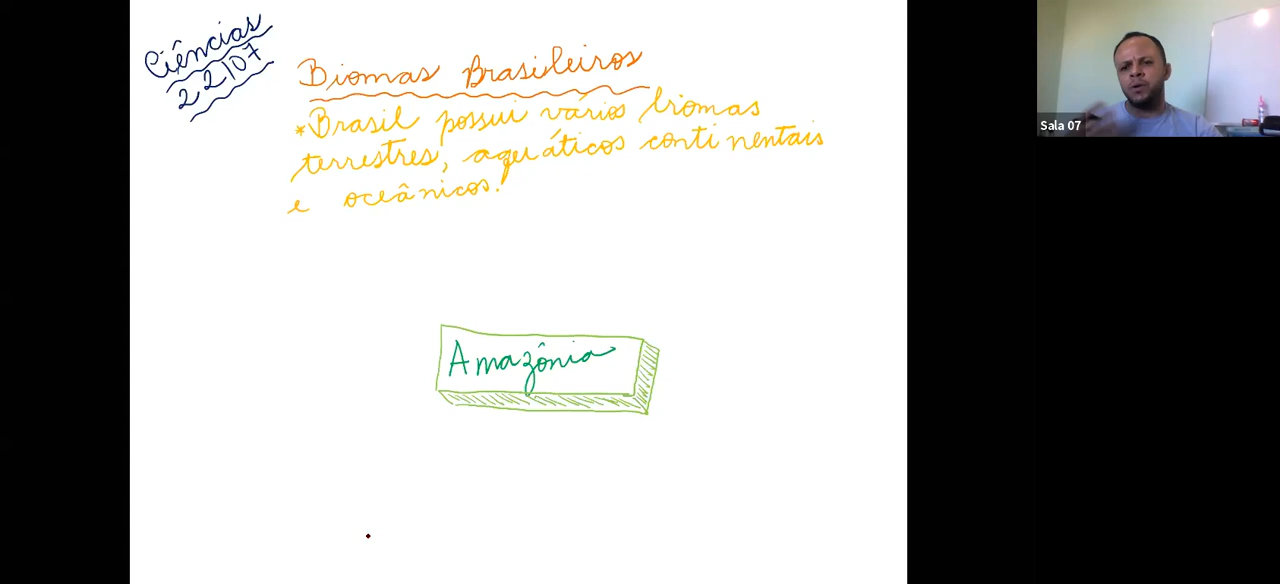 Ciências
22/07
Biomas Brasileiros
*Brasil possui vários biomas
terrestres, aquáticos continentais
e oceânicos.
Amazônia
Sala 07